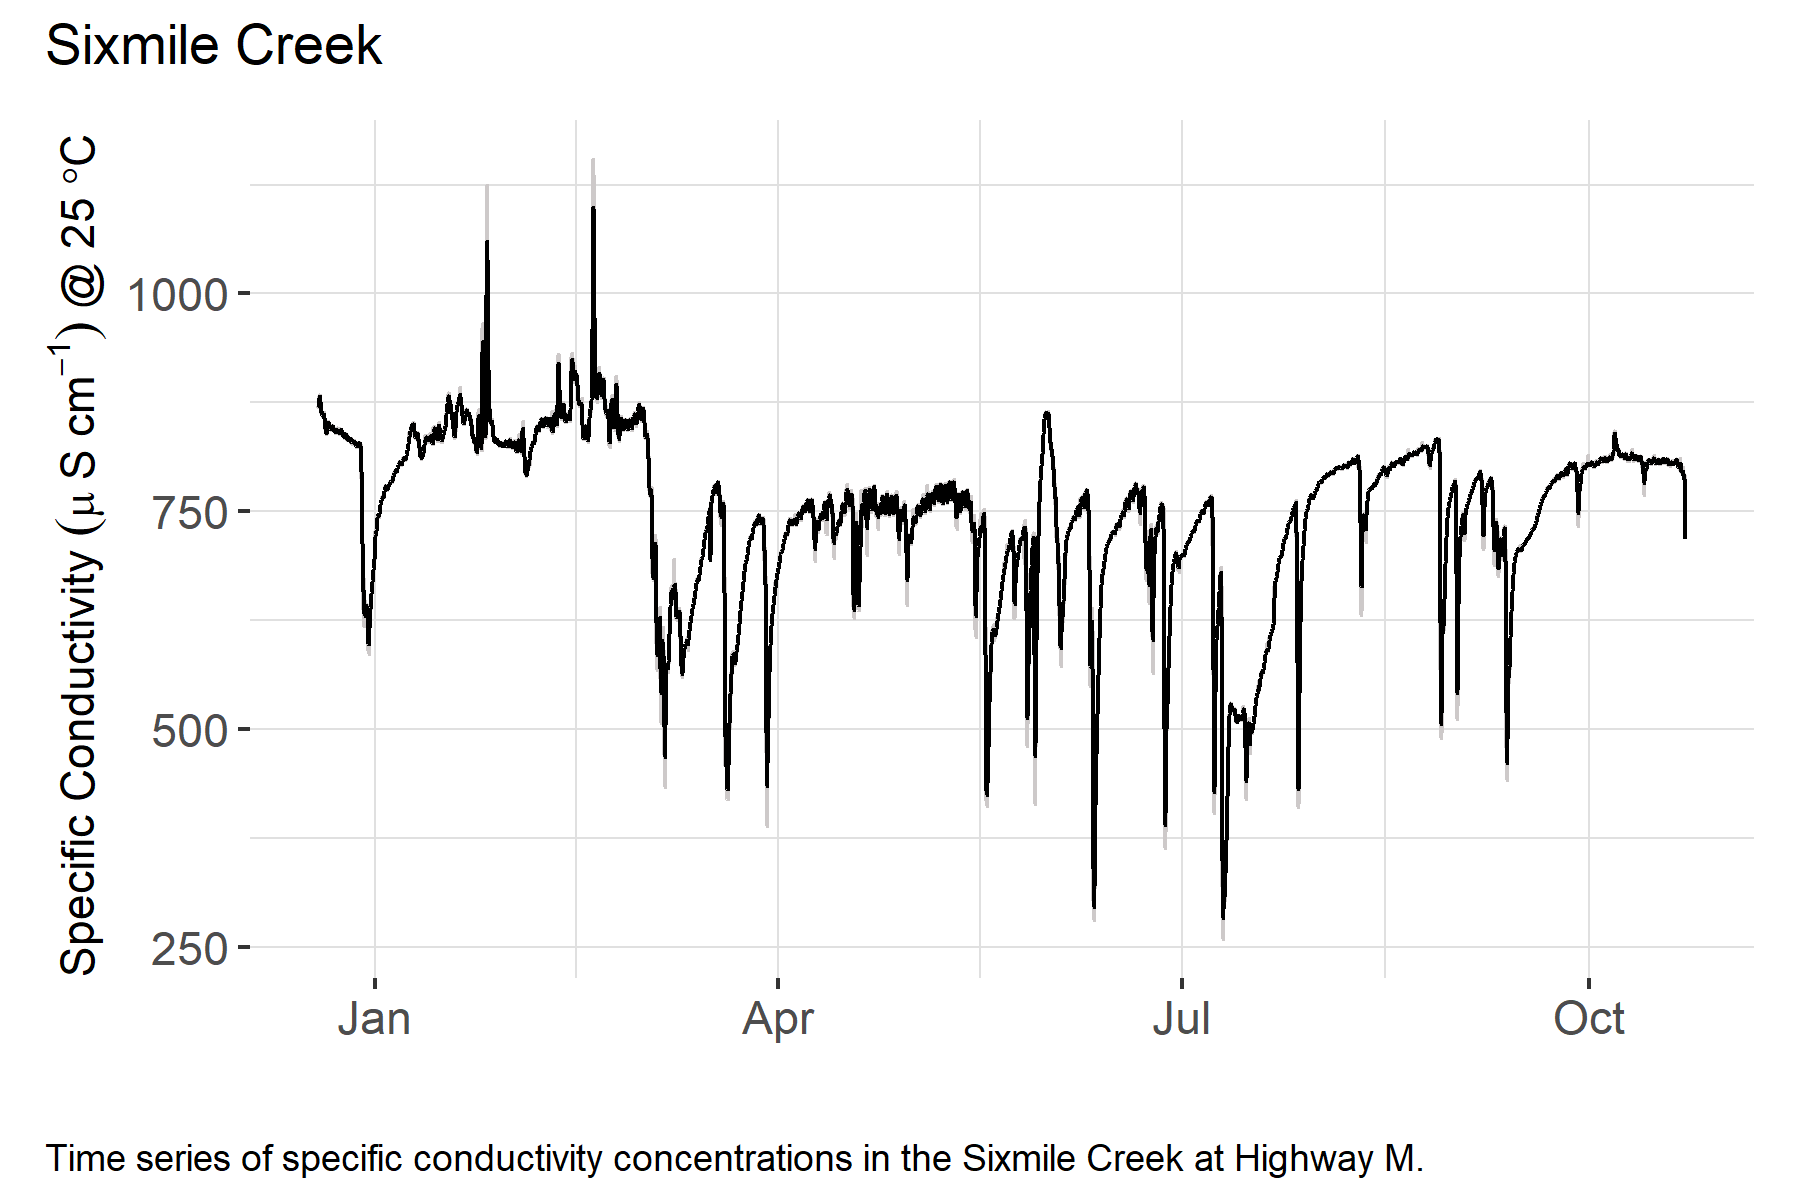 Sixmile Creek
Specific Conductivity (μ S cm⁻¹) @ 25 °C
1000
750
500
250
Jan Apr Jul Oct
Time series of specific conductivity concentrations in the Sixmile Creek at Highway M.